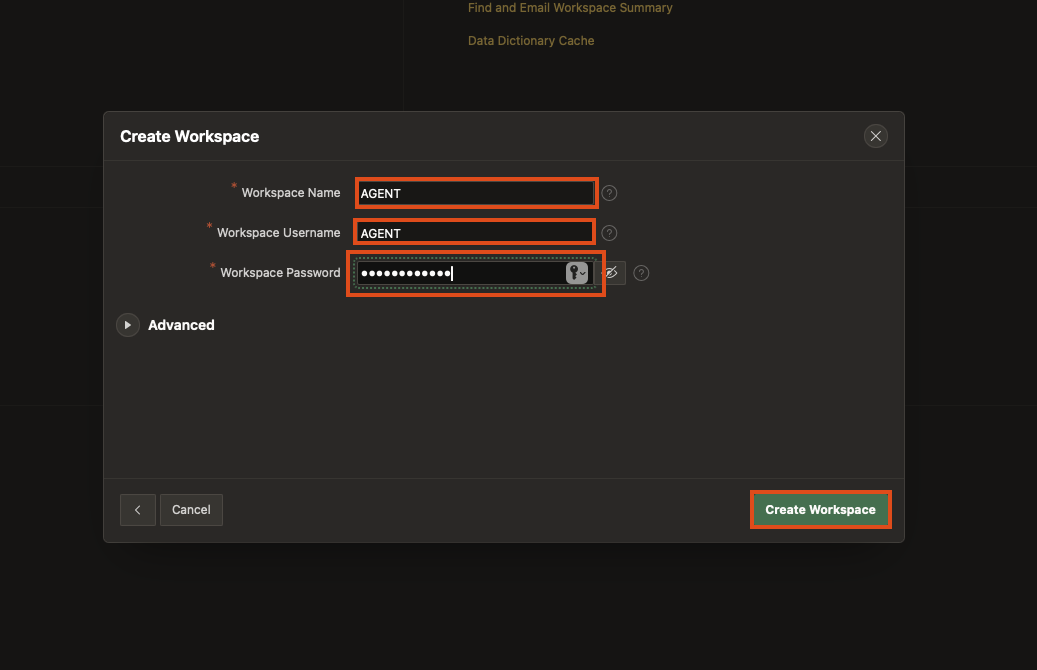 Find and Email Workspace Summary
Data Dictionary Cache
Create Workspace
* Workspace Name AGENT ?
* Workspace Username AGENT ?
* Workspace Password ●●●●●●●●●●●● ?
Advanced
Cancel
Create Workspace